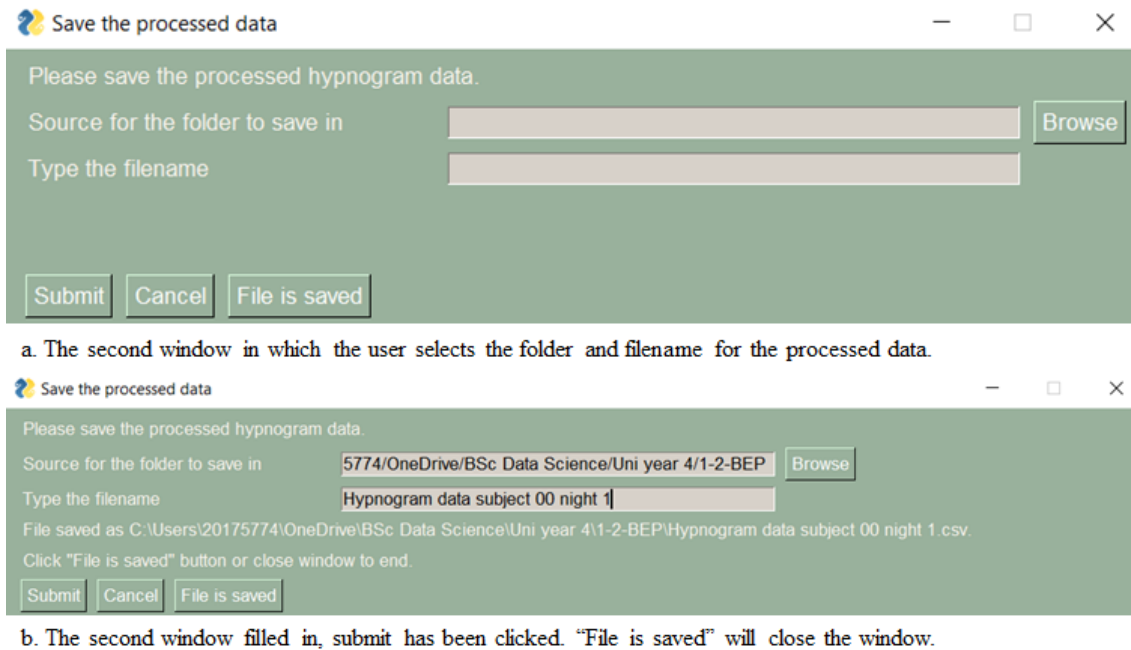 Save the processed data
Please save the processed hypnogram data.
Source for the folder to save in
Browse
Type the filename
Submit Cancel File is saved
a. The second window in which the user selects the folder and filename for the processed data.
Save the processed data
Please save the processed hypnogram data.
Source for the folder to save in 5774/OneDrive/BSc Data Science/Uni year 4/1-2-BEP Browse
Type the filename Hypnogram data subject 00 night 1
File saved as C:\Users\20175774\OneDrive\BSc Data Science\Uni year 4\1-2-BEP\Hypnogram data subject 00 night 1.csv.
Click "File is saved" button or close window to end.
Submit Cancel File is saved
b. The second window filled in, submit has been clicked. “File is saved” will close the window.